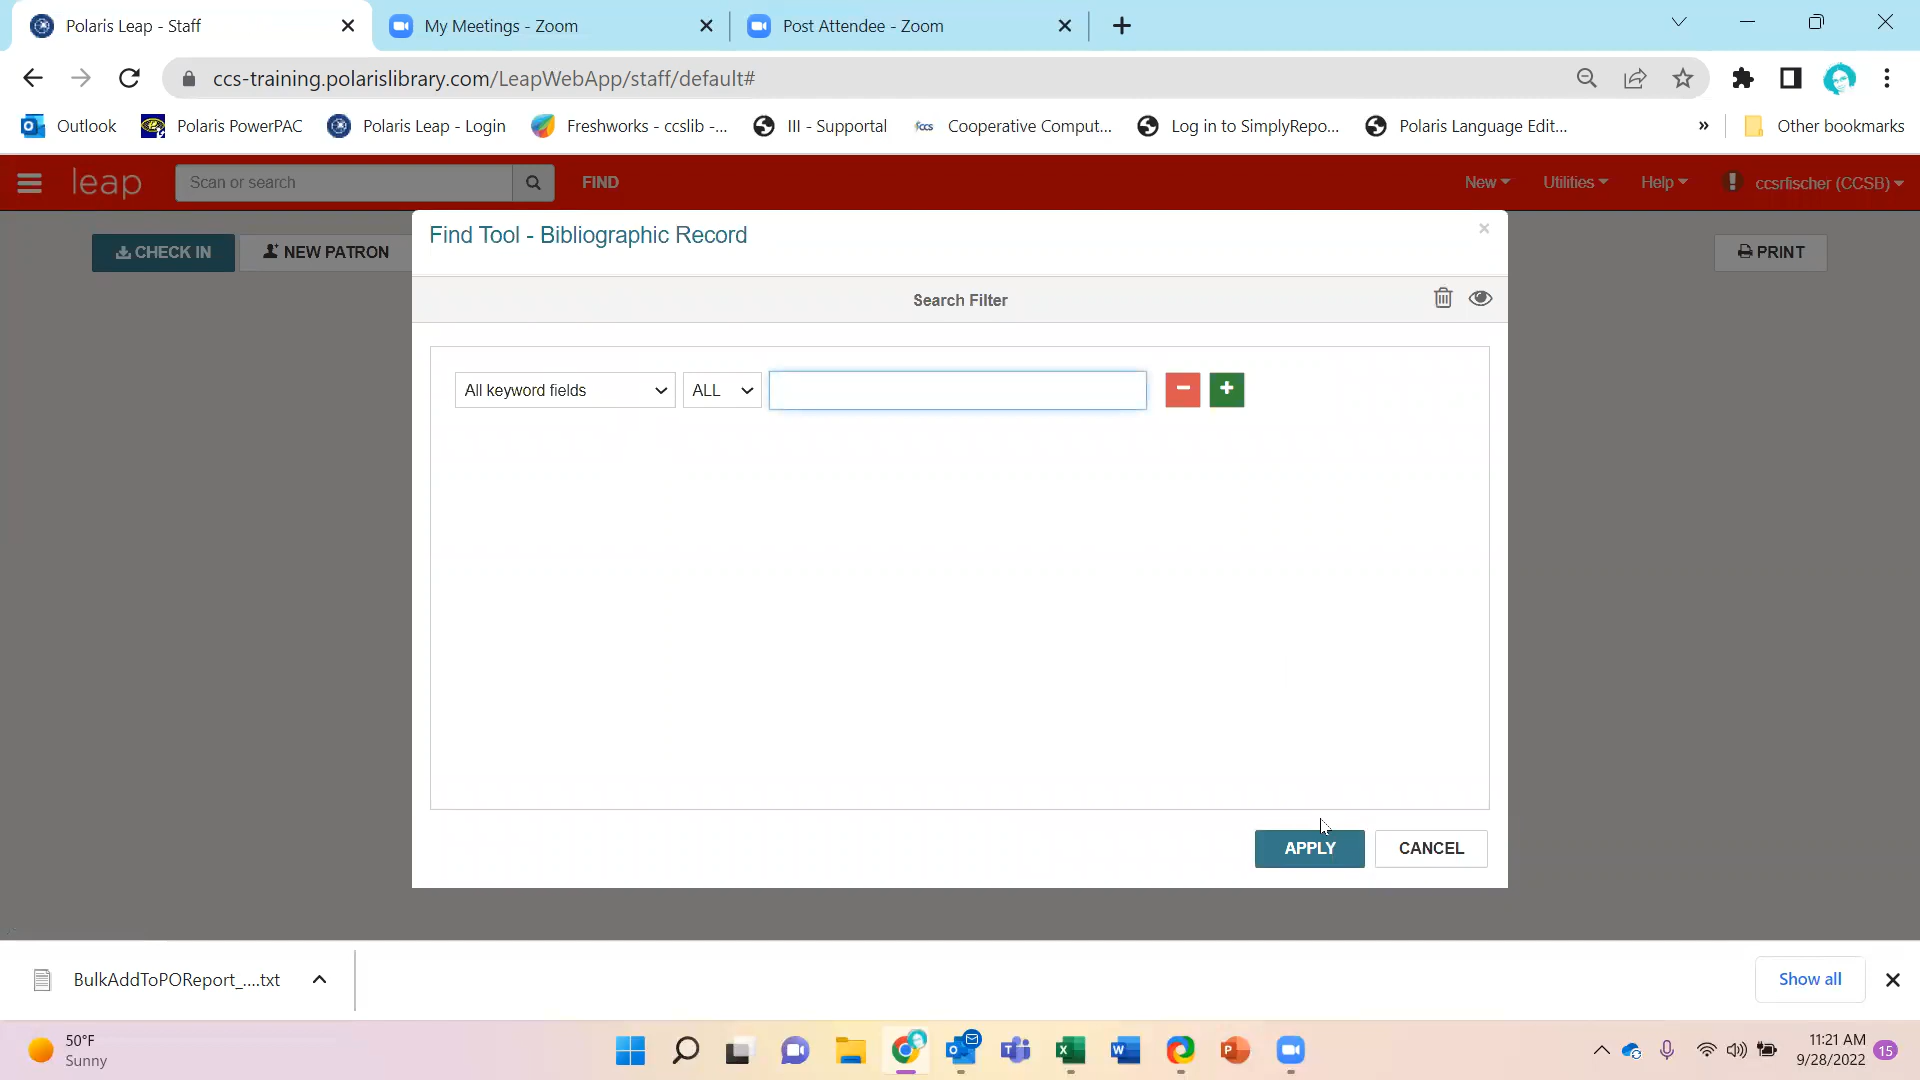 Polaris Leap - Staff
My Meetings - Zoom
Post Attendee - Zoom
ccs-training.polarislibrary.com/LeapWebApp/staff/default#
Outlook
Polaris PowerPAC
Polaris Leap - Login
Freshworks - ccslib -...
III - Supportal
ccs
Cooperative Comput...
Log in to SimplyRepo...
Polaris Language Edit...
»
Other bookmarks
leap
Scan or search
FIND
New
Utilities
Help
ccsrfischer (CCSB)
CHECK IN
NEW PATRON
PRINT
Find Tool - Bibliographic Record
Search Filter
All keyword fields
ALL
APPLY
CANCEL
BulkAddToPOReport_....txt
Show all
50°F
Sunny
11:21 AM
9/28/2022
15